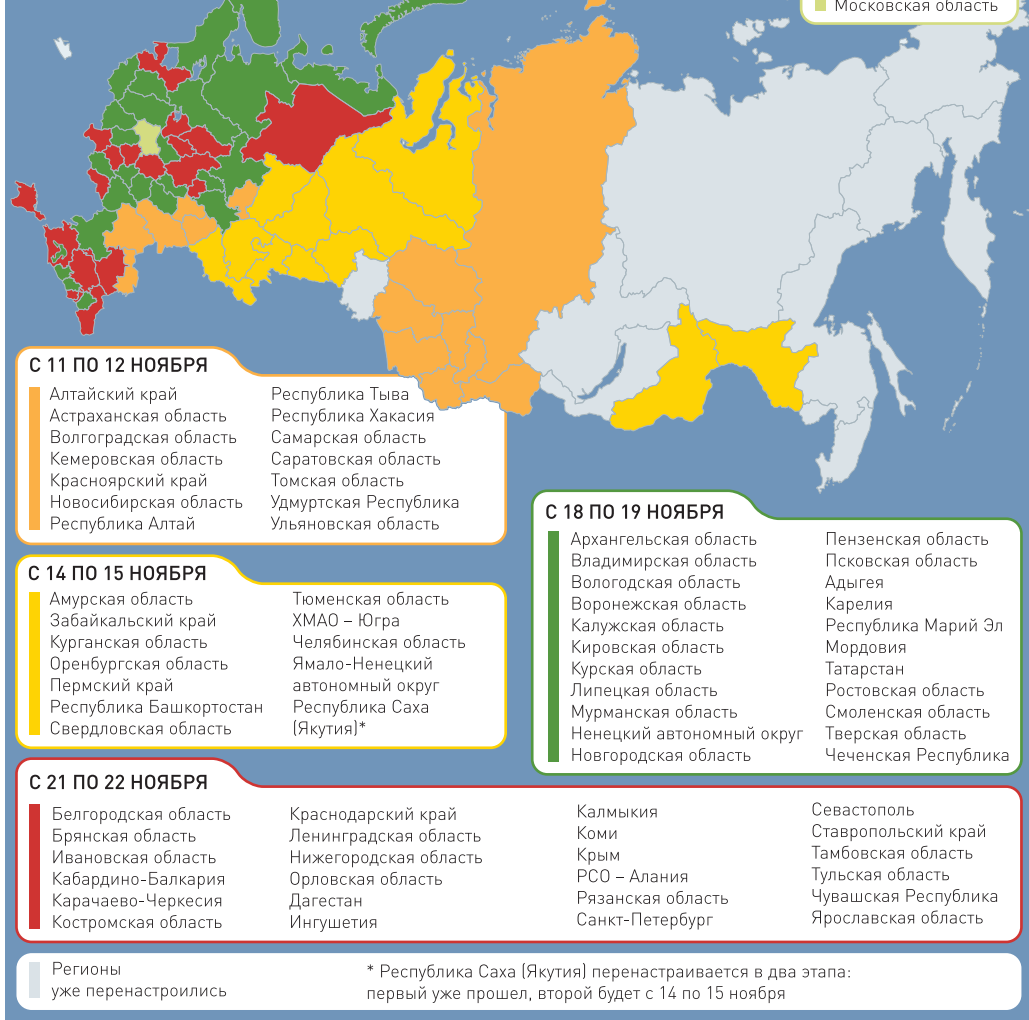 Московская область
С 11 ПО 12 НОЯБРЯ
Алтайский край
Астраханская область
Волгоградская область
Кемеровская область
Красноярский край
Новосибирская область
Республика Алтай
Республика Тыва
Республика Хакасия
Самарская область
Саратовская область
Томская область
Удмуртская Республика
Ульяновская область
С 14 ПО 15 НОЯБРЯ
Амурская область
Забайкальский край
Курганская область
Оренбургская область
Пермский край
Республика Башкортостан
Свердловская область
Тюменская область
ХМАО – Югра
Челябинская область
Ямало-Ненецкий
автономный округ
Республика Саха
(Якутия)*
С 18 ПО 19 НОЯБРЯ
Архангельская область
Владимирская область
Вологодская область
Воронежская область
Калужская область
Кировская область
Курская область
Липецкая область
Мурманская область
Ненецкий автономный округ
Новгородская область
Пензенская область
Псковская область
Адыгея
Карелия
Республика Марий Эл
Мордовия
Татарстан
Ростовская область
Смоленская область
Тверская область
Чеченская Республика
С 21 ПО 22 НОЯБРЯ
Белгородская область
Брянская область
Ивановская область
Кабардино-Балкария
Карачаево-Черкесия
Костромская область
Краснодарский край
Ленинградская область
Нижегородская область
Орловская область
Дагестан
Ингушетия
Калмыкия
Коми
Крым
РСО – Алания
Рязанская область
Санкт-Петербург
Севастополь
Ставропольский край
Тамбовская область
Тульская область
Чувашская Республика
Ярославская область
Регионы
уже перенастроились
* Республика Саха (Якутия) перенастраивается в два этапа:
первый уже прошел, второй будет с 14 по 15 ноября